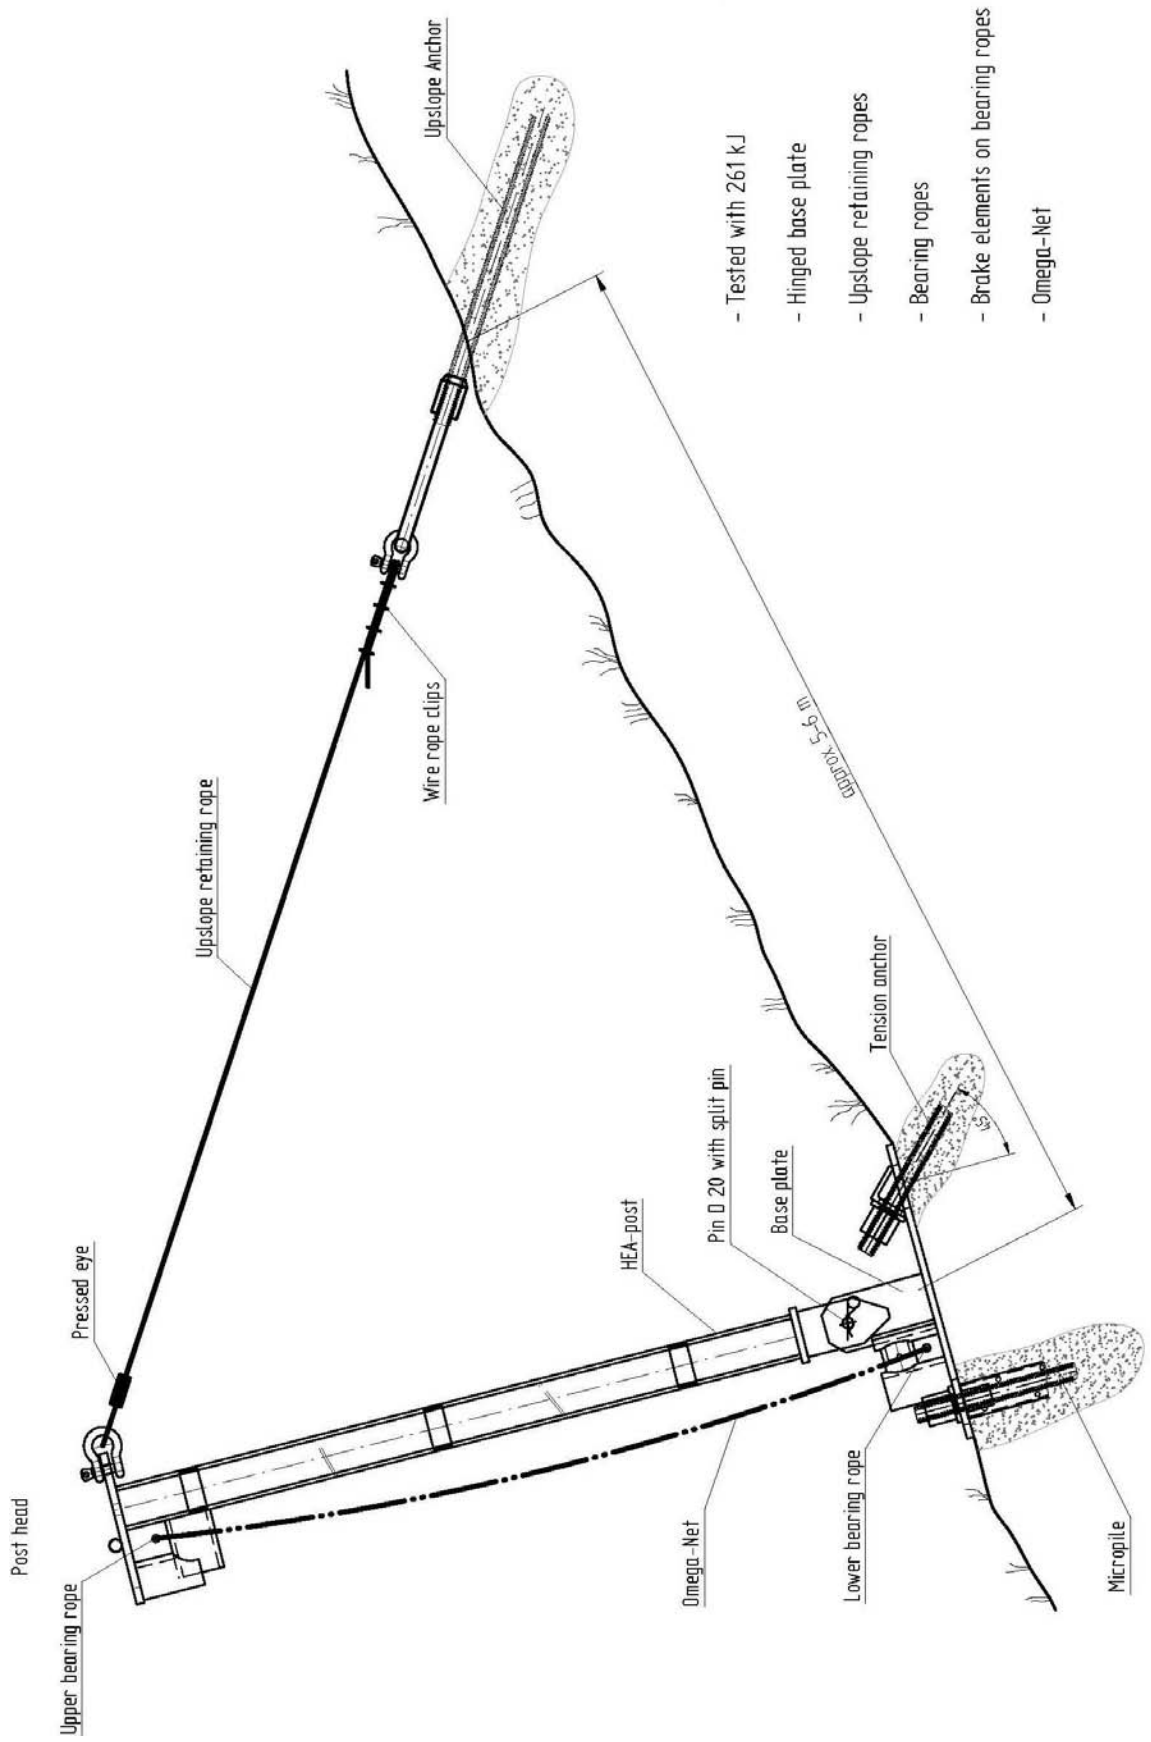 Post head
Upper bearing rope
Pressed eye
Upslope retaining rope
Wire rope clips
Upslope Anchor
HEA-post
Pin D 20 with split pin
Base plate
Tension anchor
45°
approx. 5-6 m
Omega-Net
Lower bearing rope
Micropile
- Tested with 261 kJ
- Hinged base plate
- Upslope retaining ropes
- Bearing ropes
- Brake elements on bearing ropes
- Omega-Net